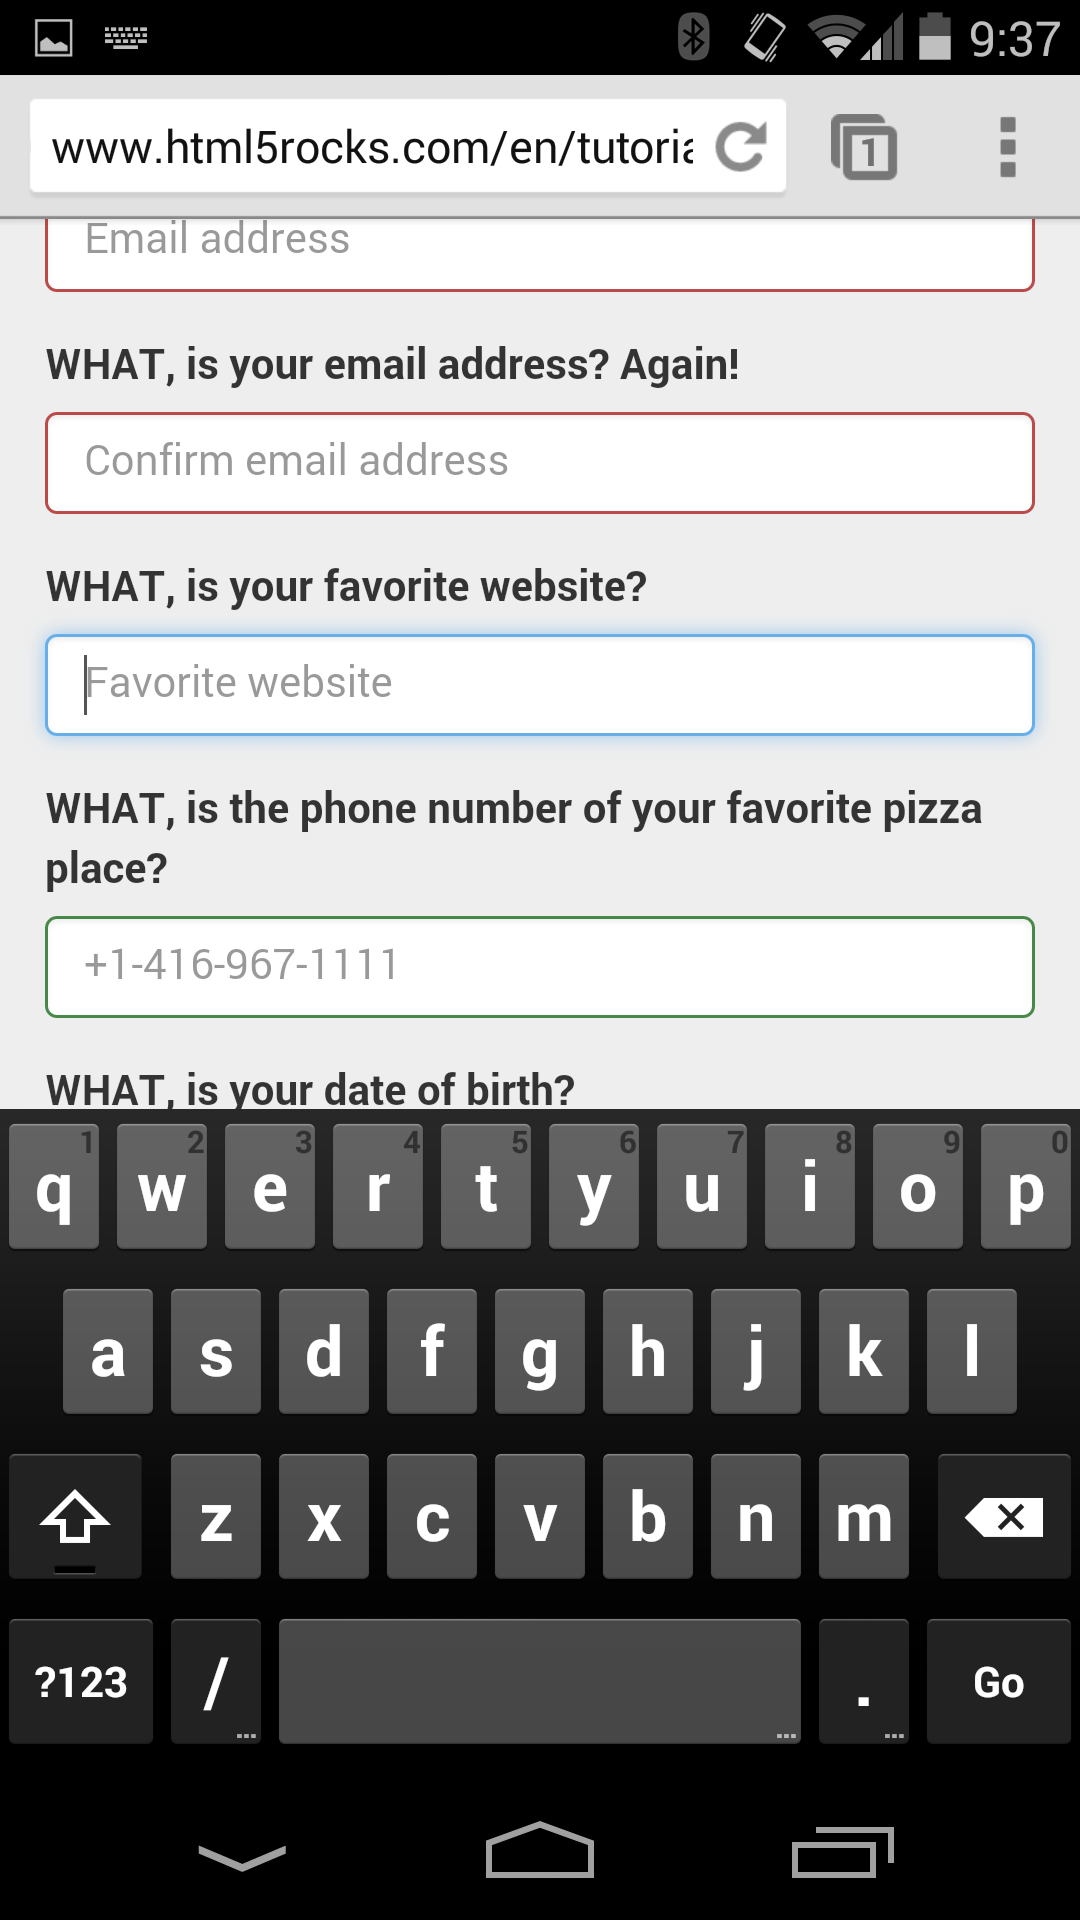 9:37
www.html5rocks.com/en/tutoria
1
Email address
WHAT, is your email address? Again!
Confirm email address
WHAT, is your favorite website?
Favorite website
WHAT, is the phone number of your favorite pizza
place?
+1-416-967-1111
WHAT, is your date of birth?
1 2 3 4 5 6 7 8 9 0
q w e r t y u i o p
a s d f g h j k l
z x c v b n m
?123 / . Go